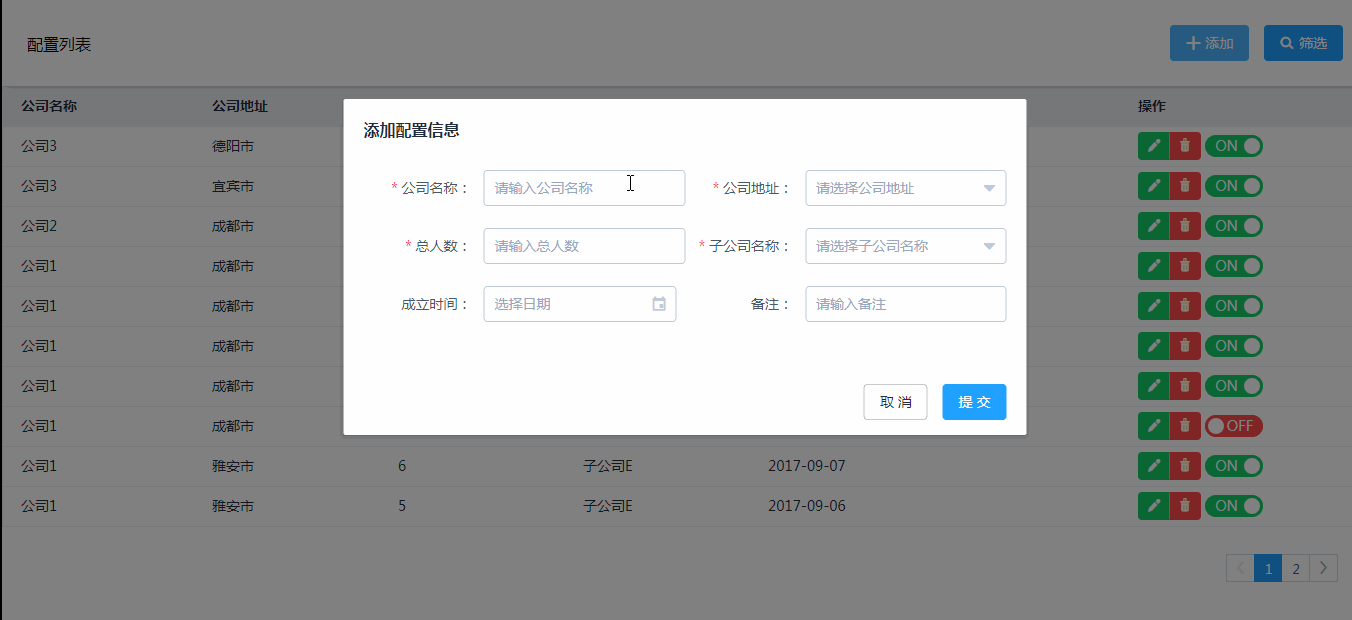 配置列表
添加
筛选
公司名称 公司地址 操作
添加配置信息
* 公司名称： 请输入公司名称 * 公司地址： 请选择公司地址
* 总人数： 请输入总人数 * 子公司名称： 请选择子公司名称
成立时间： 选择日期 备注： 请输入备注
取 消 提 交
公司3 德阳市 ON
公司3 宜宾市 ON
公司2 成都市 ON
公司1 成都市 ON
公司1 成都市 ON
公司1 成都市 ON
公司1 成都市 ON
公司1 成都市 OFF
公司1 雅安市 6 子公司E 2017-09-07 ON
公司1 雅安市 5 子公司E 2017-09-06 ON
1 2